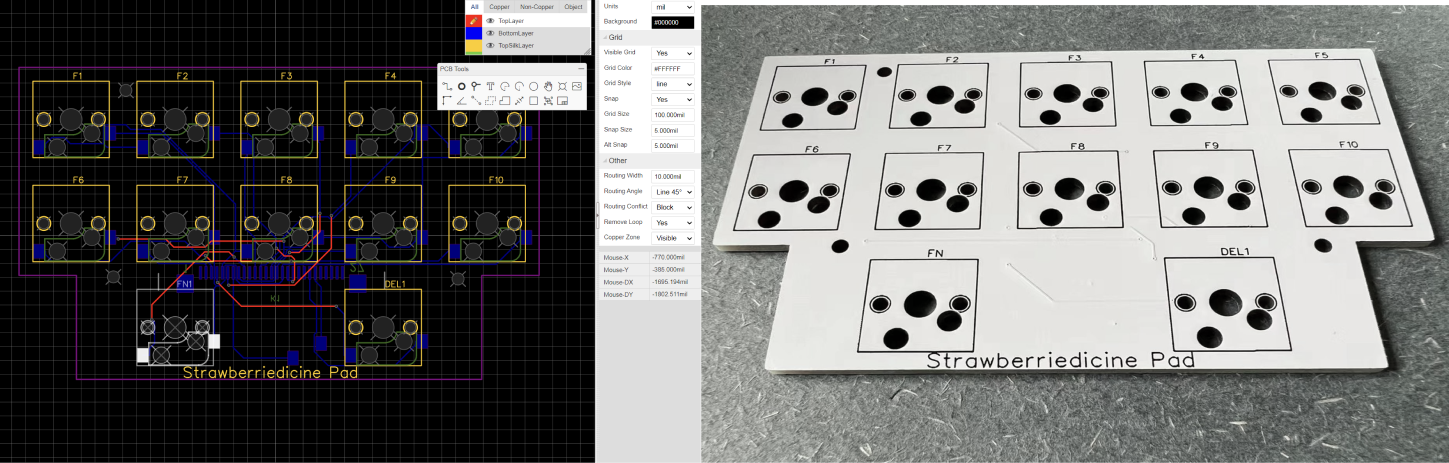 All Copper Non-Copper Object
TopLayer
BottomLayer
TopSilkLayer
PCB Tools
F1 F2 F3 F4
F6 F7 F8 F9 F10
FN1 DEL1
Strawberriedicine Pad
Units mil
Background #000000
Grid
Visible Grid Yes
Grid Color #FFFFFF
Grid Style line
Snap Yes
Grid Size 100.000mil
Snap Size 5.000mil
Alt Snap 5.000mil
Other
Routing Width 10.000mil
Routing Angle Line 45°
Routing Conflict Block
Remove Loop Yes
Copper Zone Visible
Mouse-X -770.000mil
Mouse-Y -385.000mil
Mouse-DX -1695.194mil
Mouse-DY -1802.511mil
F1 F2 F3 F4 F5
F6 F7 F8 F9 F10
FN DEL1
Strawberriedicine Pad